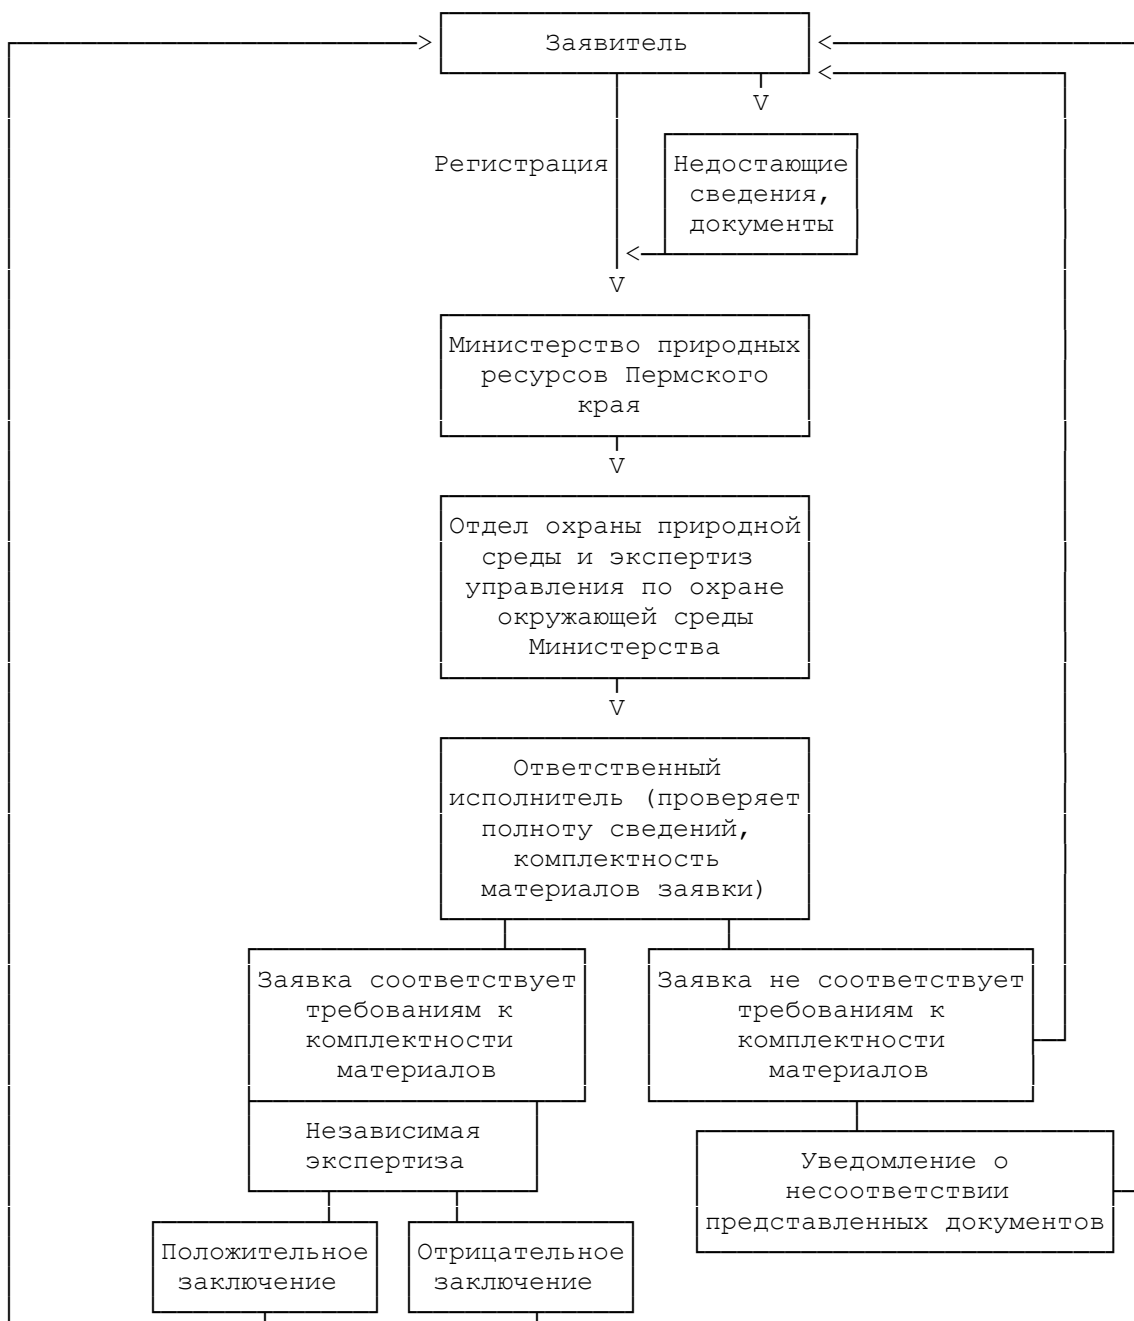 Заявитель
Регистрация
Недостающие
сведения,
документы
Министерство природных
ресурсов Пермского
края
Отдел охраны природной
среды и экспертиз
управления по охране
окружающей среды
Министерства
Ответственный
исполнитель (проверяет
полноту сведений,
комплектность
материалов заявки)
Заявка соответствует
требованиям к
комплектности
материалов
Заявка не соответствует
требованиям к
комплектности
материалов
Независимая
экспертиза
Уведомление о
несоответствии
представленных документов
Положительное
заключение
Отрицательное
заключение